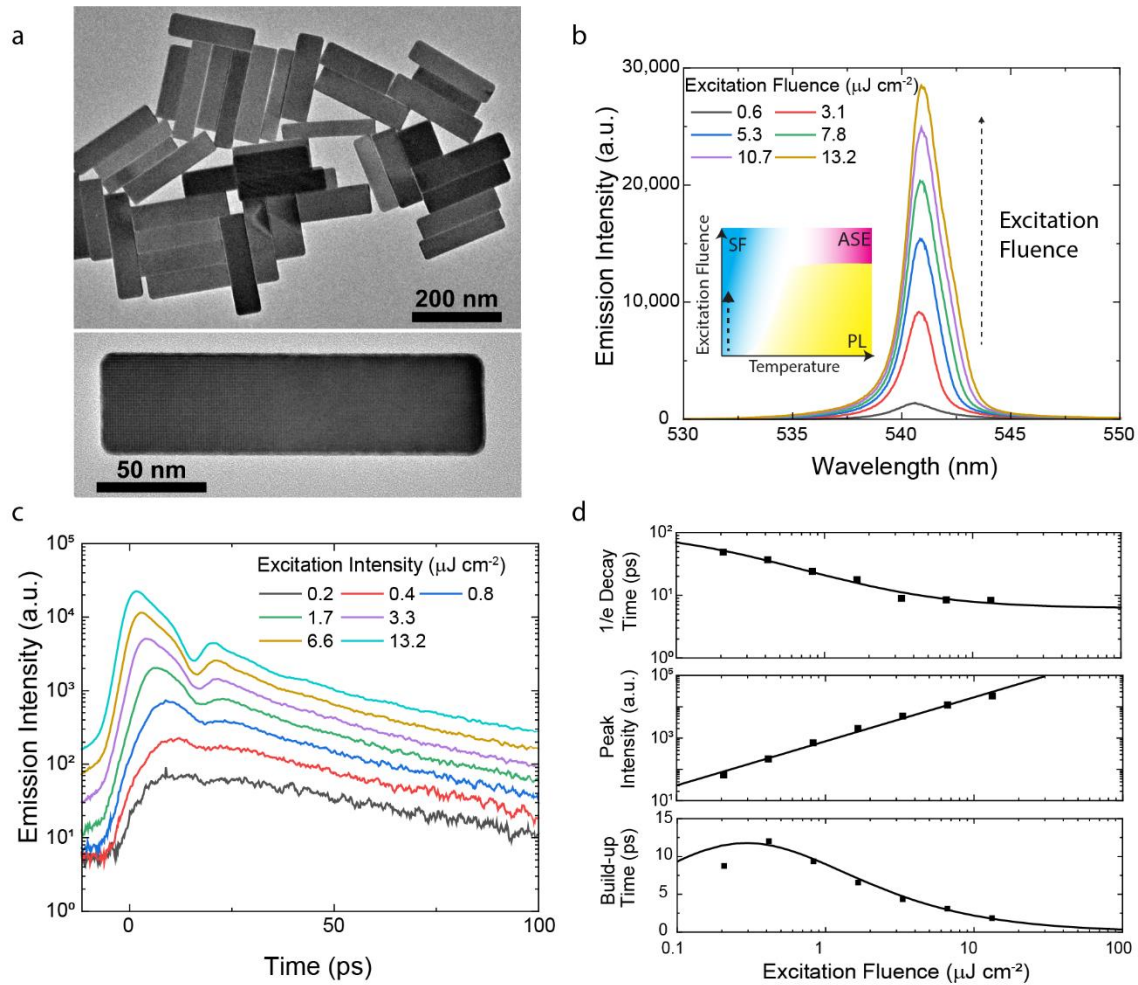 a
200 nm
50 nm
b
30,000
20,000
10,000
0
Emission Intensity (a.u.)
Excitation Fluence (μJ cm⁻²)
0.6 3.1
5.3 7.8
10.7 13.2
Excitation
Fluence
SF
ASE
PL
Excitation Fluence
Temperature
530 535 540 545 550
Wavelength (nm)
c
10⁵
10⁴
10³
10²
10¹
10⁰
Emission Intensity (a.u.)
Excitation Intensity (μJ cm⁻²)
0.2 0.4 0.8
1.7 3.3
6.6 13.2
0 50 100
Time (ps)
d
10²
10¹
10⁰
1/e Decay
Time (ps)
10⁵
10³
10¹
Peak
Intensity (a.u.)
15
10
5
0
Build-up
Time (ps)
0.1 1 10 100
Excitation Fluence (μJ cm⁻²)